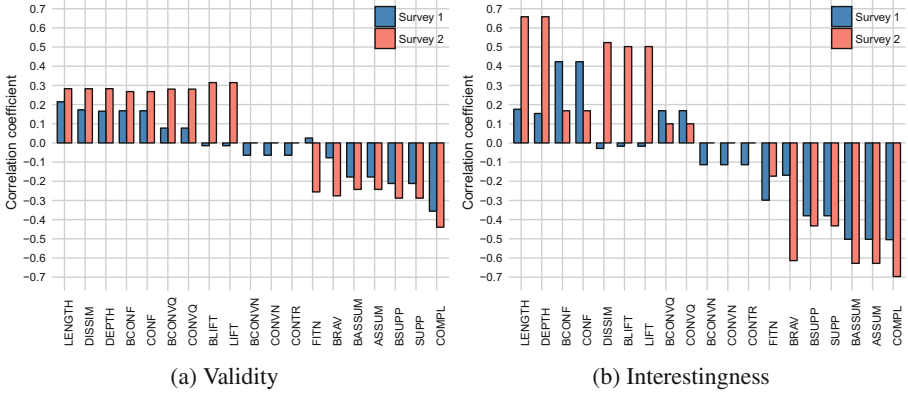 0.7
0.6
0.5
0.4
0.3
0.2
0.1
0.0
−0.1
−0.2
−0.3
−0.4
−0.5
−0.6
−0.7
Correlation coefficient
Survey 1
Survey 2
LENGTH
DISSIM
DEPTH
BCONF
CONF
BCONVQ
CONVQ
BLIFT
LIFT
BCONVN
CONVN
CONTR
FITN
BRAV
BASSUM
ASSUM
BSUPP
SUPP
COMPL
(a) Validity
0.7
0.6
0.5
0.4
0.3
0.2
0.1
0.0
−0.1
−0.2
−0.3
−0.4
−0.5
−0.6
−0.7
Correlation coefficient
Survey 1
Survey 2
LENGTH
DEPTH
BCONF
CONF
DISSIM
BLIFT
LIFT
BCONVQ
CONVQ
BCONVN
CONVN
CONTR
FITN
BRAV
BSUPP
SUPP
BASSUM
ASSUM
COMPL
(b) Interestingness